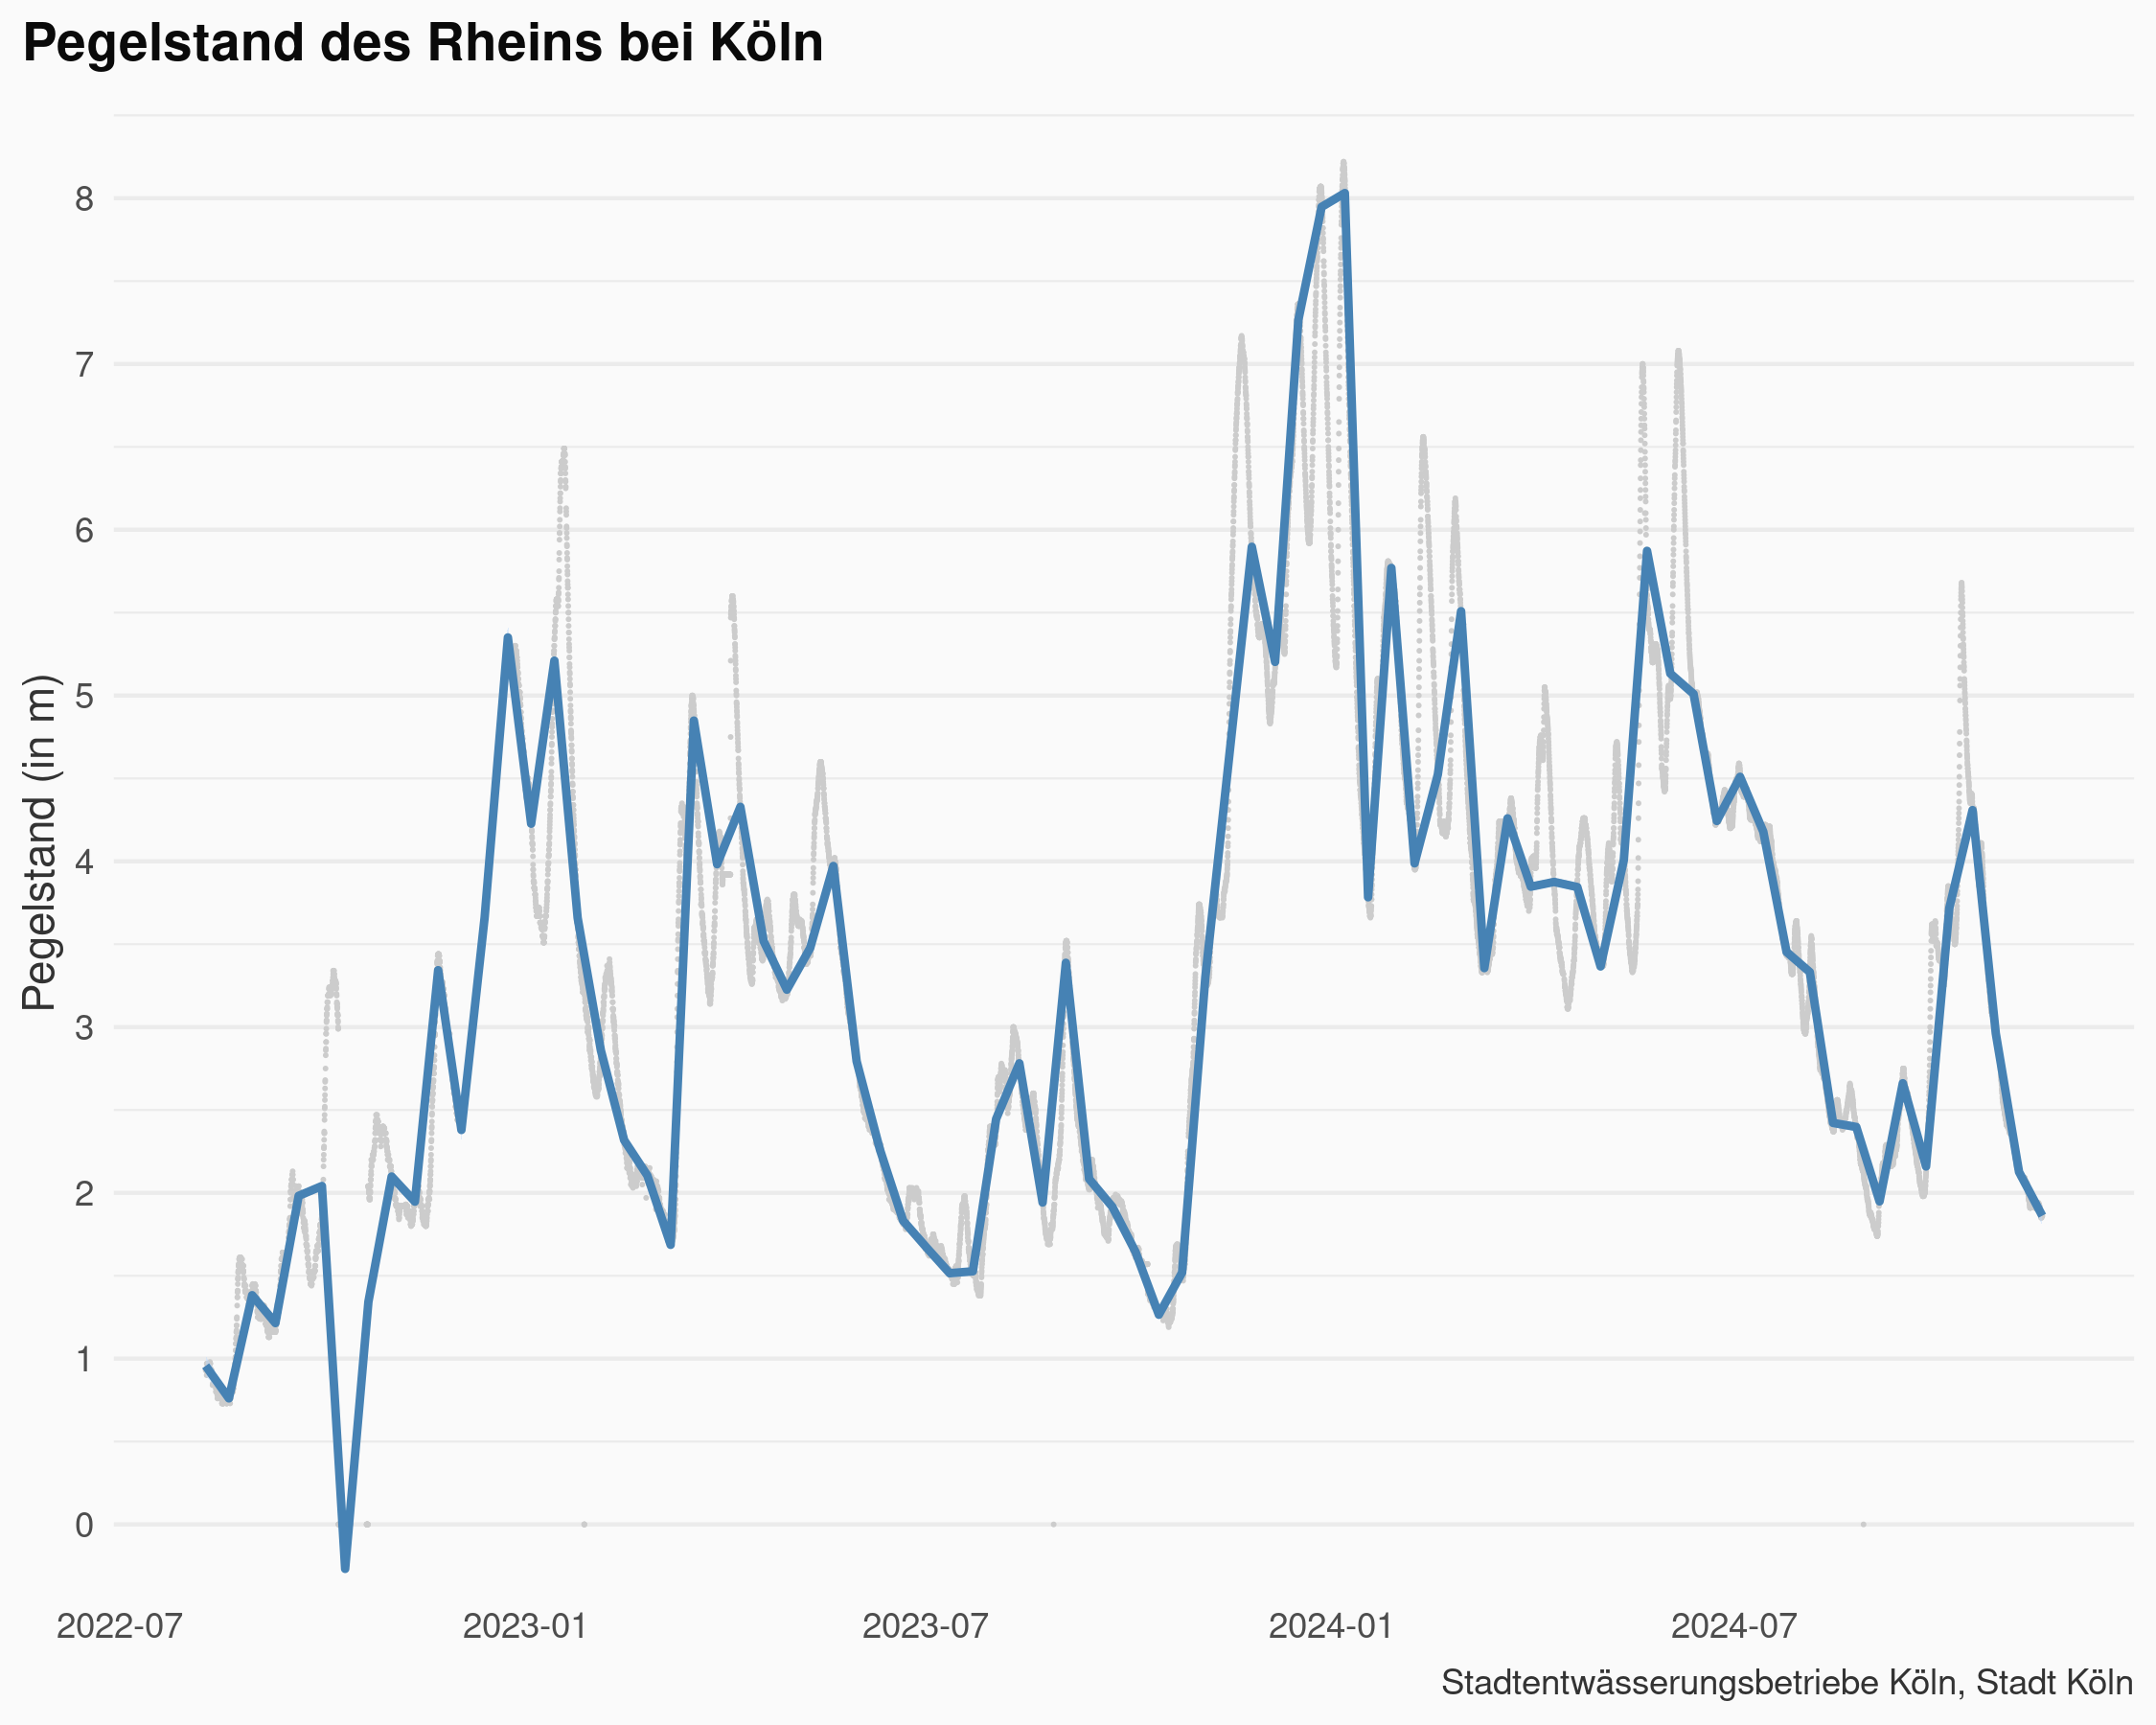 Pegelstand des Rheins bei Köln
Pegelstand (in m)
8
7
6
5
4
3
2
1
0
2022-07 2023-01 2023-07 2024-01 2024-07
Stadtentwässerungsbetriebe Köln, Stadt Köln